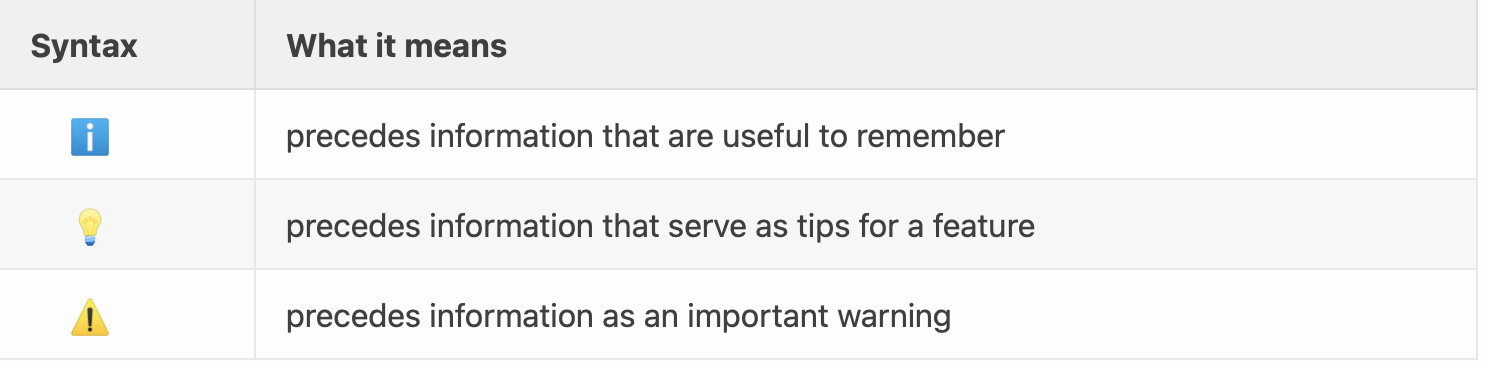 Syntax What it means
ℹ️ precedes information that are useful to remember
💡 precedes information that serve as tips for a feature
⚠️ precedes information as an important warning